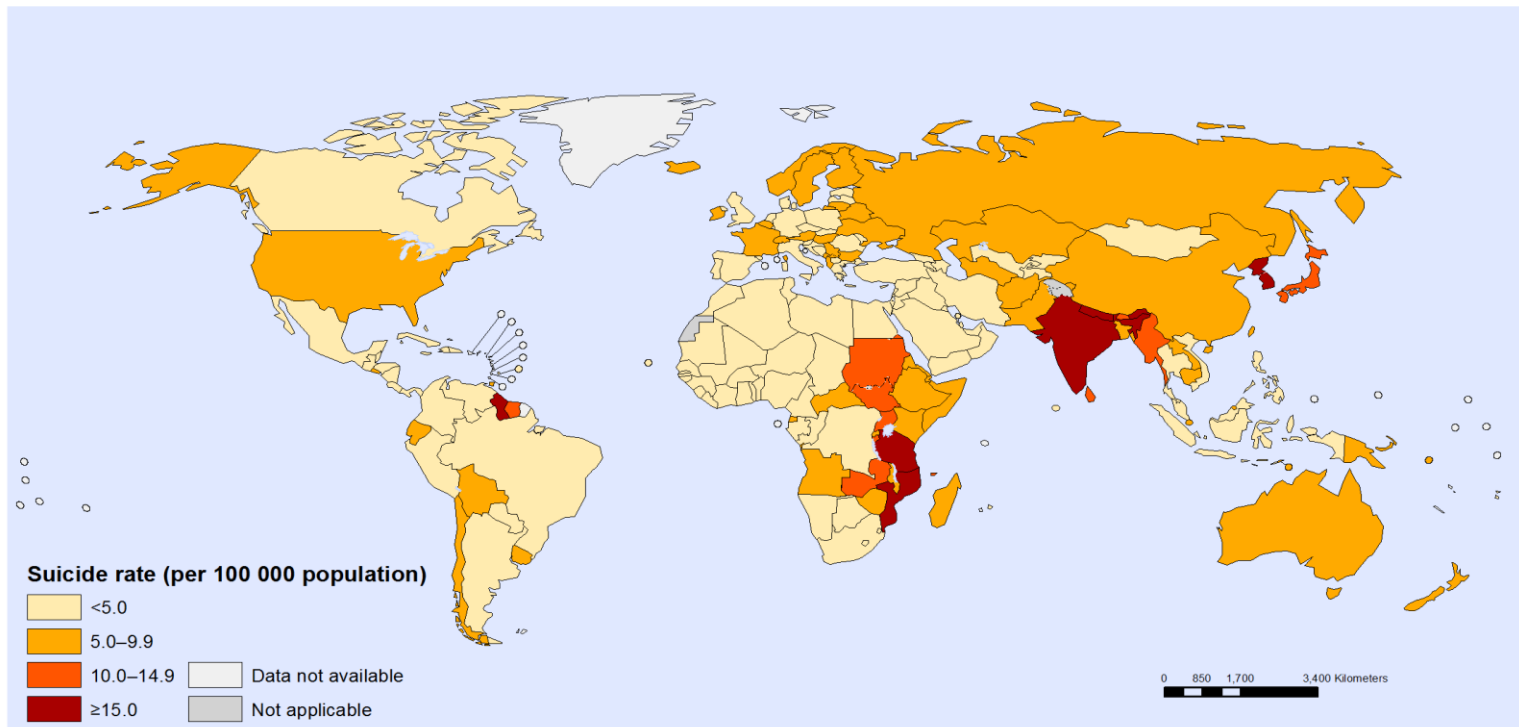 Suicide rate (per 100 000 population)
<5.0
5.0–9.9
10.0–14.9
≥15.0
Data not available
Not applicable
0 850 1,700 3,400 Kilometers